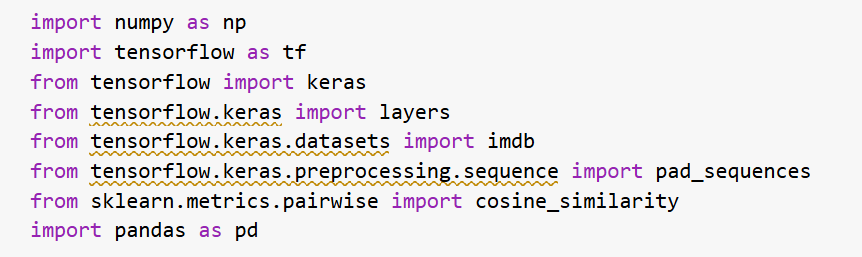 import numpy as np
import tensorflow as tf
from tensorflow import keras
from tensorflow.keras import layers
from tensorflow.keras.datasets import imdb
from tensorflow.keras.preprocessing.sequence import pad_sequences
from sklearn.metrics.pairwise import cosine_similarity
import pandas as pd